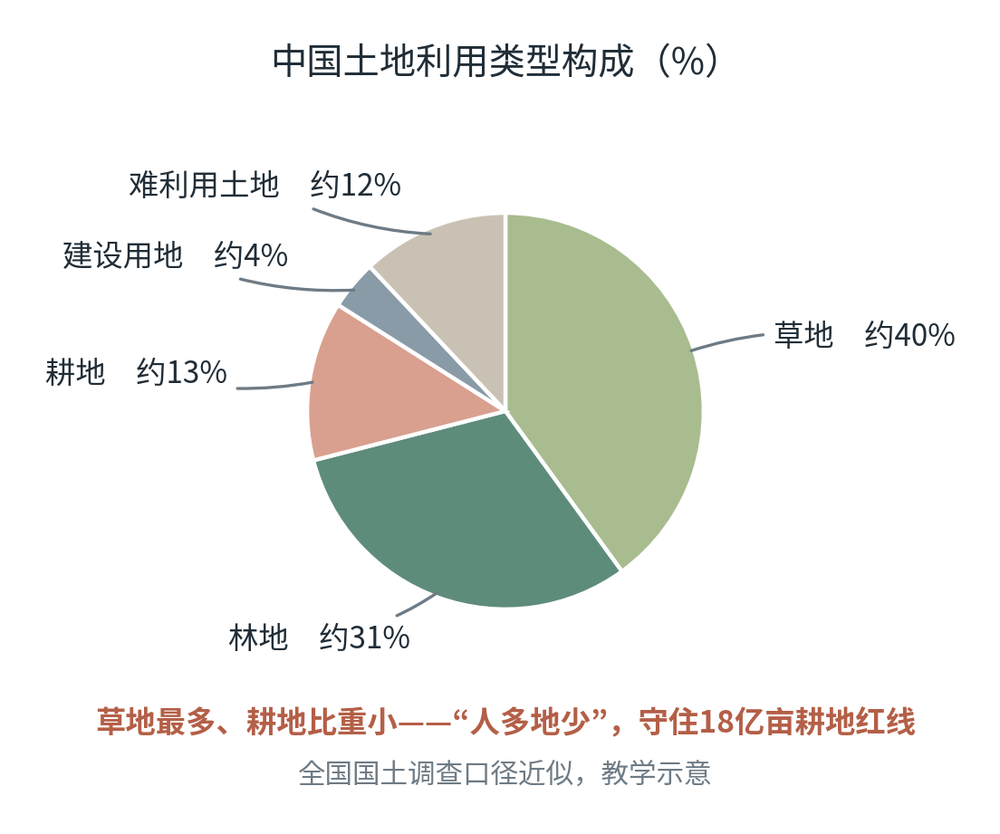 中国土地利用类型构成（%）
难利用土地　约12%
建设用地　约4%
草地　约40%
耕地　约13%
林地　约31%
草地最多、耕地比重小——“人多地少”，守住18亿亩耕地红线
全国国土调查口径近似，教学示意